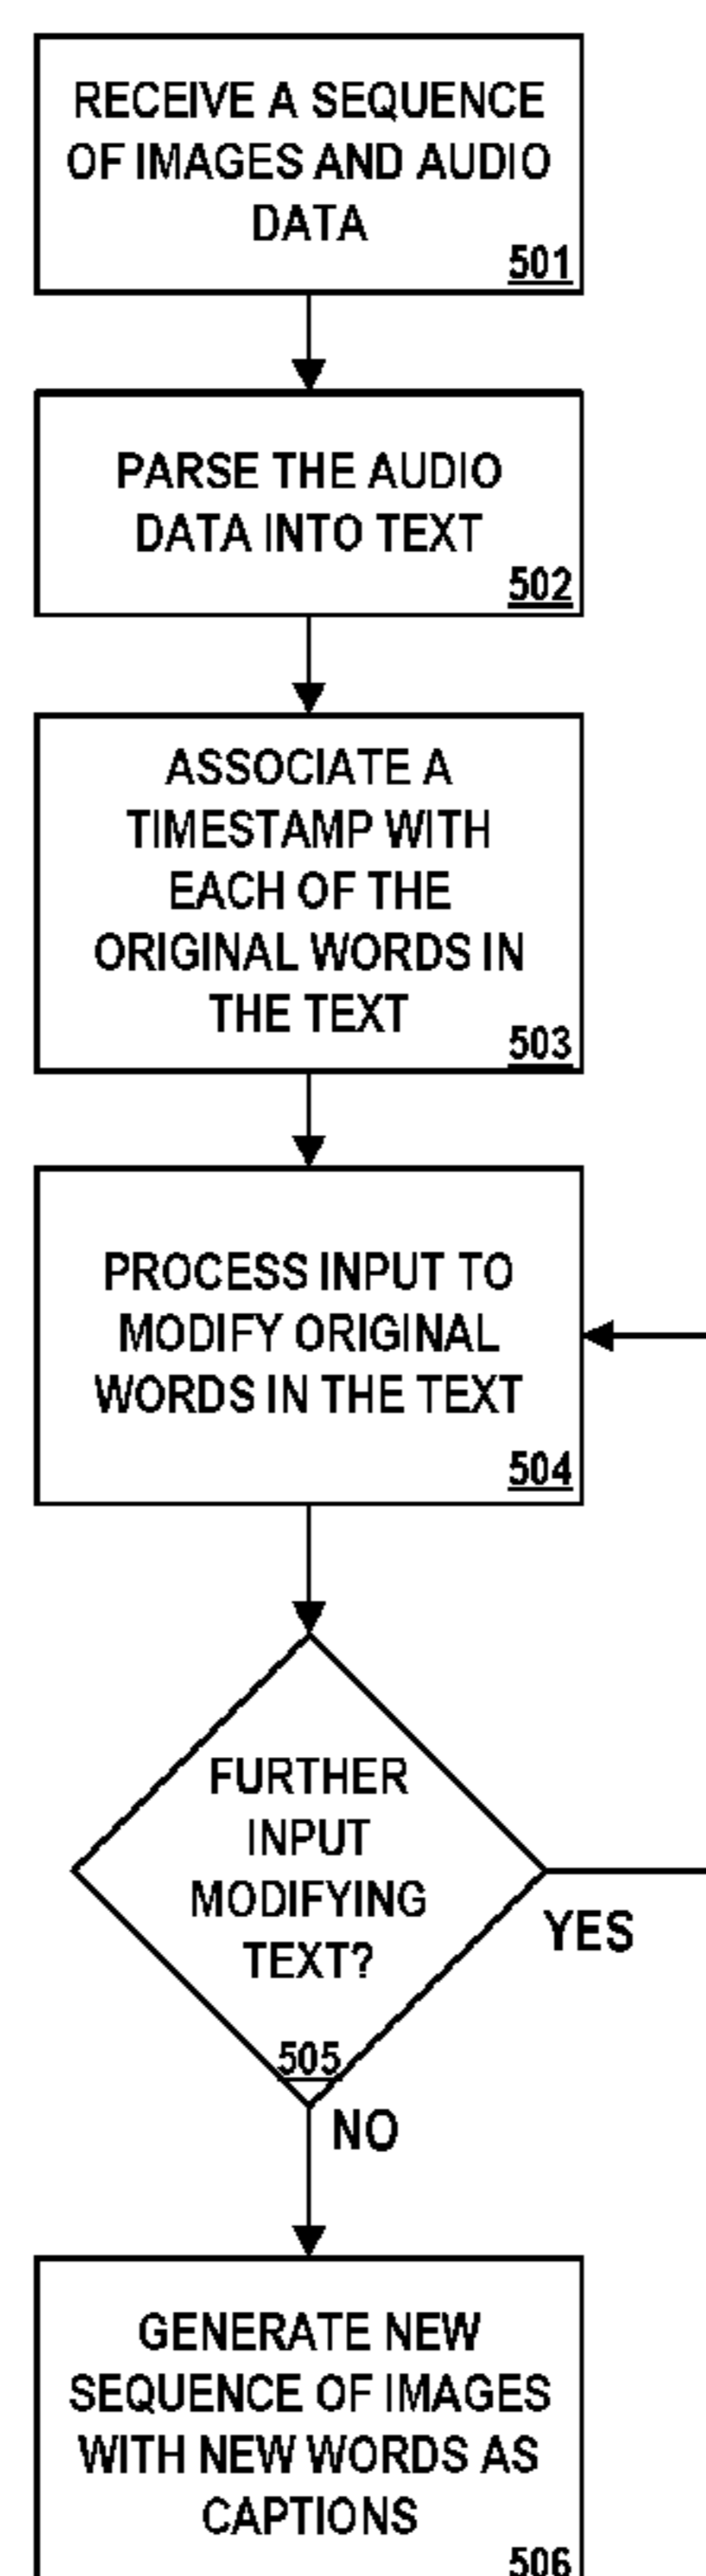 RECEIVE A SEQUENCE
OF IMAGES AND AUDIO
DATA
501
PARSE THE AUDIO
DATA INTO TEXT
502
ASSOCIATE A
TIMESTAMP WITH
EACH OF THE
ORIGINAL WORDS IN
THE TEXT
503
PROCESS INPUT TO
MODIFY ORIGINAL
WORDS IN THE TEXT
504
FURTHER
INPUT
MODIFYING
TEXT?
YES
505
NO
GENERATE NEW
SEQUENCE OF IMAGES
WITH NEW WORDS AS
CAPTIONS
506